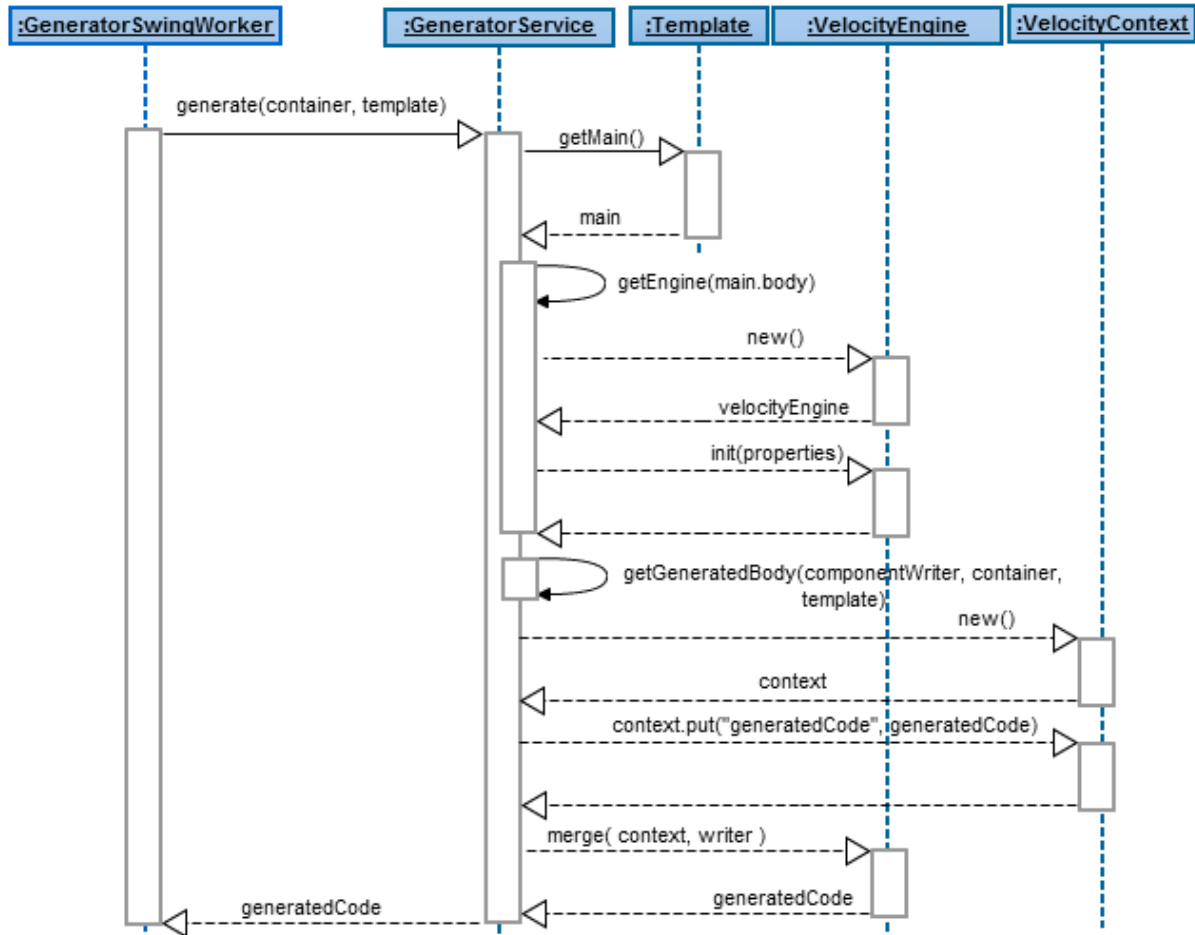 :GeneratorSwingWorker
:GeneratorService
:Template
:VelocityEngine
:VelocityContext
generate(container, template)
getMain()
main
getEngine(main.body)
new()
velocityEngine
init(properties)
getGeneratedBody(componentWriter, container,
template)
new()
context
context.put("generatedCode", generatedCode)
merge( context, writer )
generatedCode
generatedCode